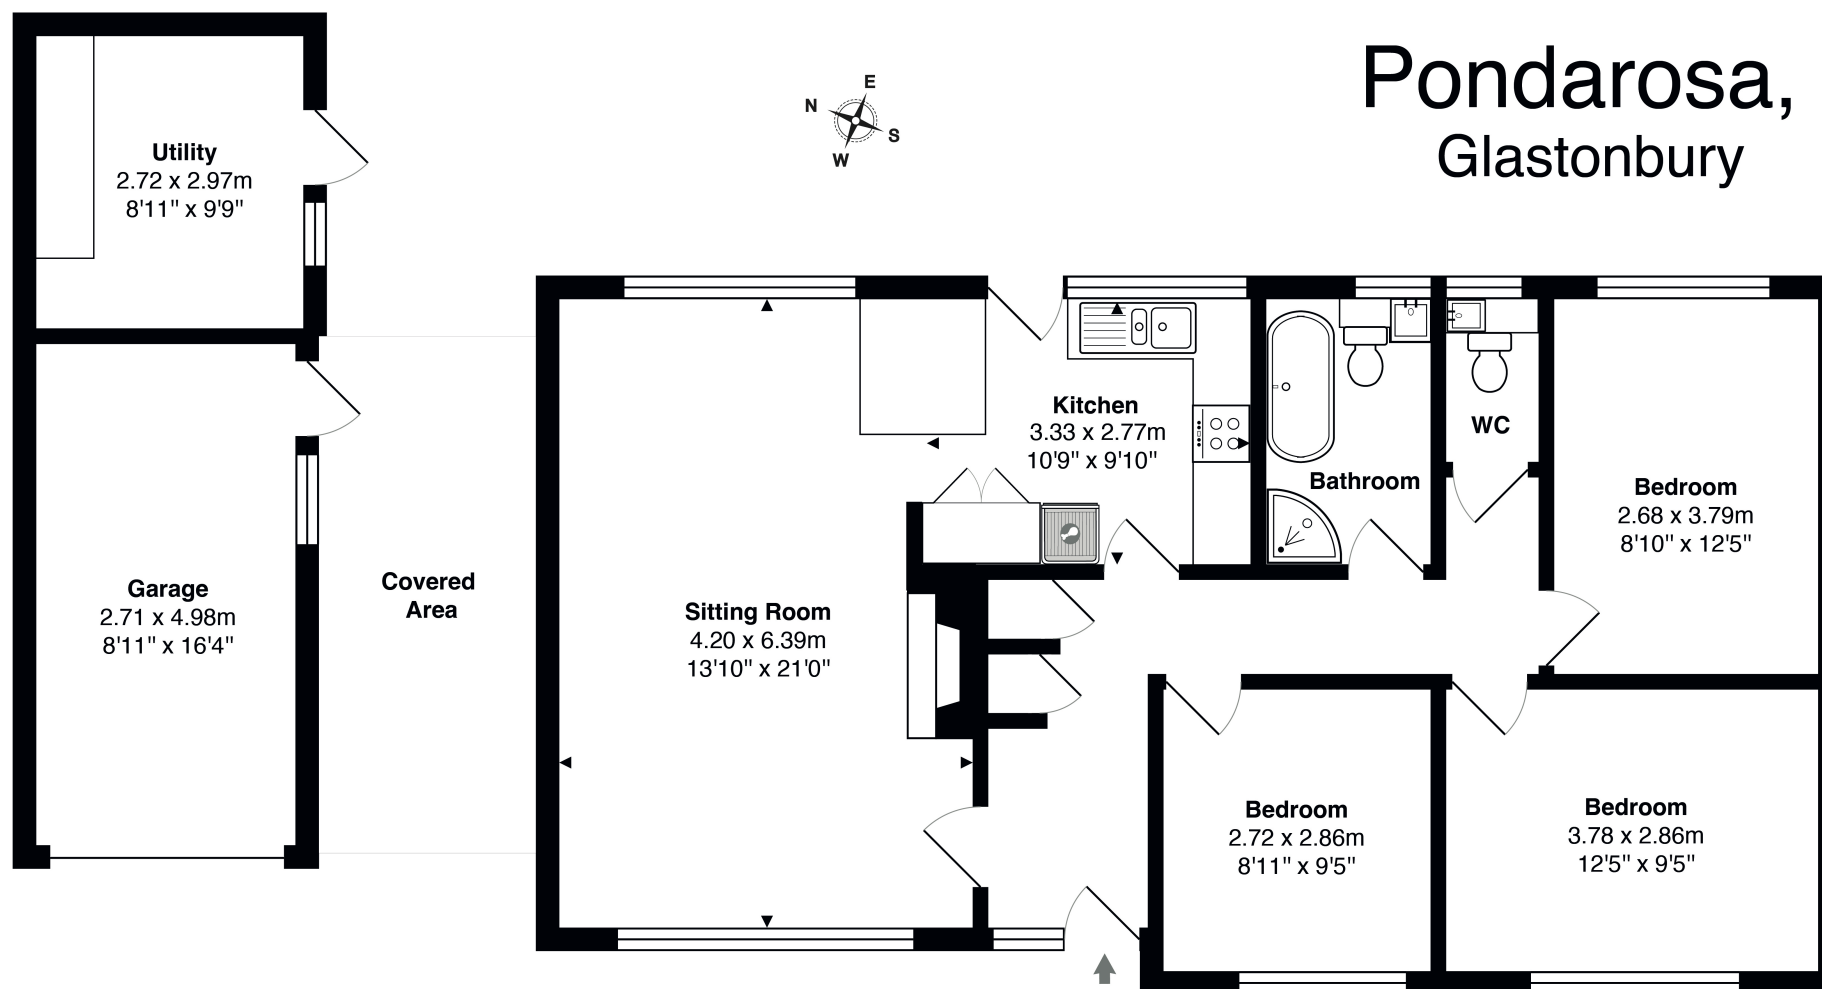 Pondarosa,
Glastonbury
E
N
S
W
Utility
2.72 x 2.97m
8'11" x 9'9"
Garage
2.71 x 4.98m
8'11" x 16'4"
Covered
Area
Sitting Room
4.20 x 6.39m
13'10" x 21'0"
Kitchen
3.33 x 2.77m
10'9" x 9'10"
Bathroom
WC
Bedroom
2.68 x 3.79m
8'10" x 12'5"
Bedroom
2.72 x 2.86m
8'11" x 9'5"
Bedroom
3.78 x 2.86m
12'5" x 9'5"